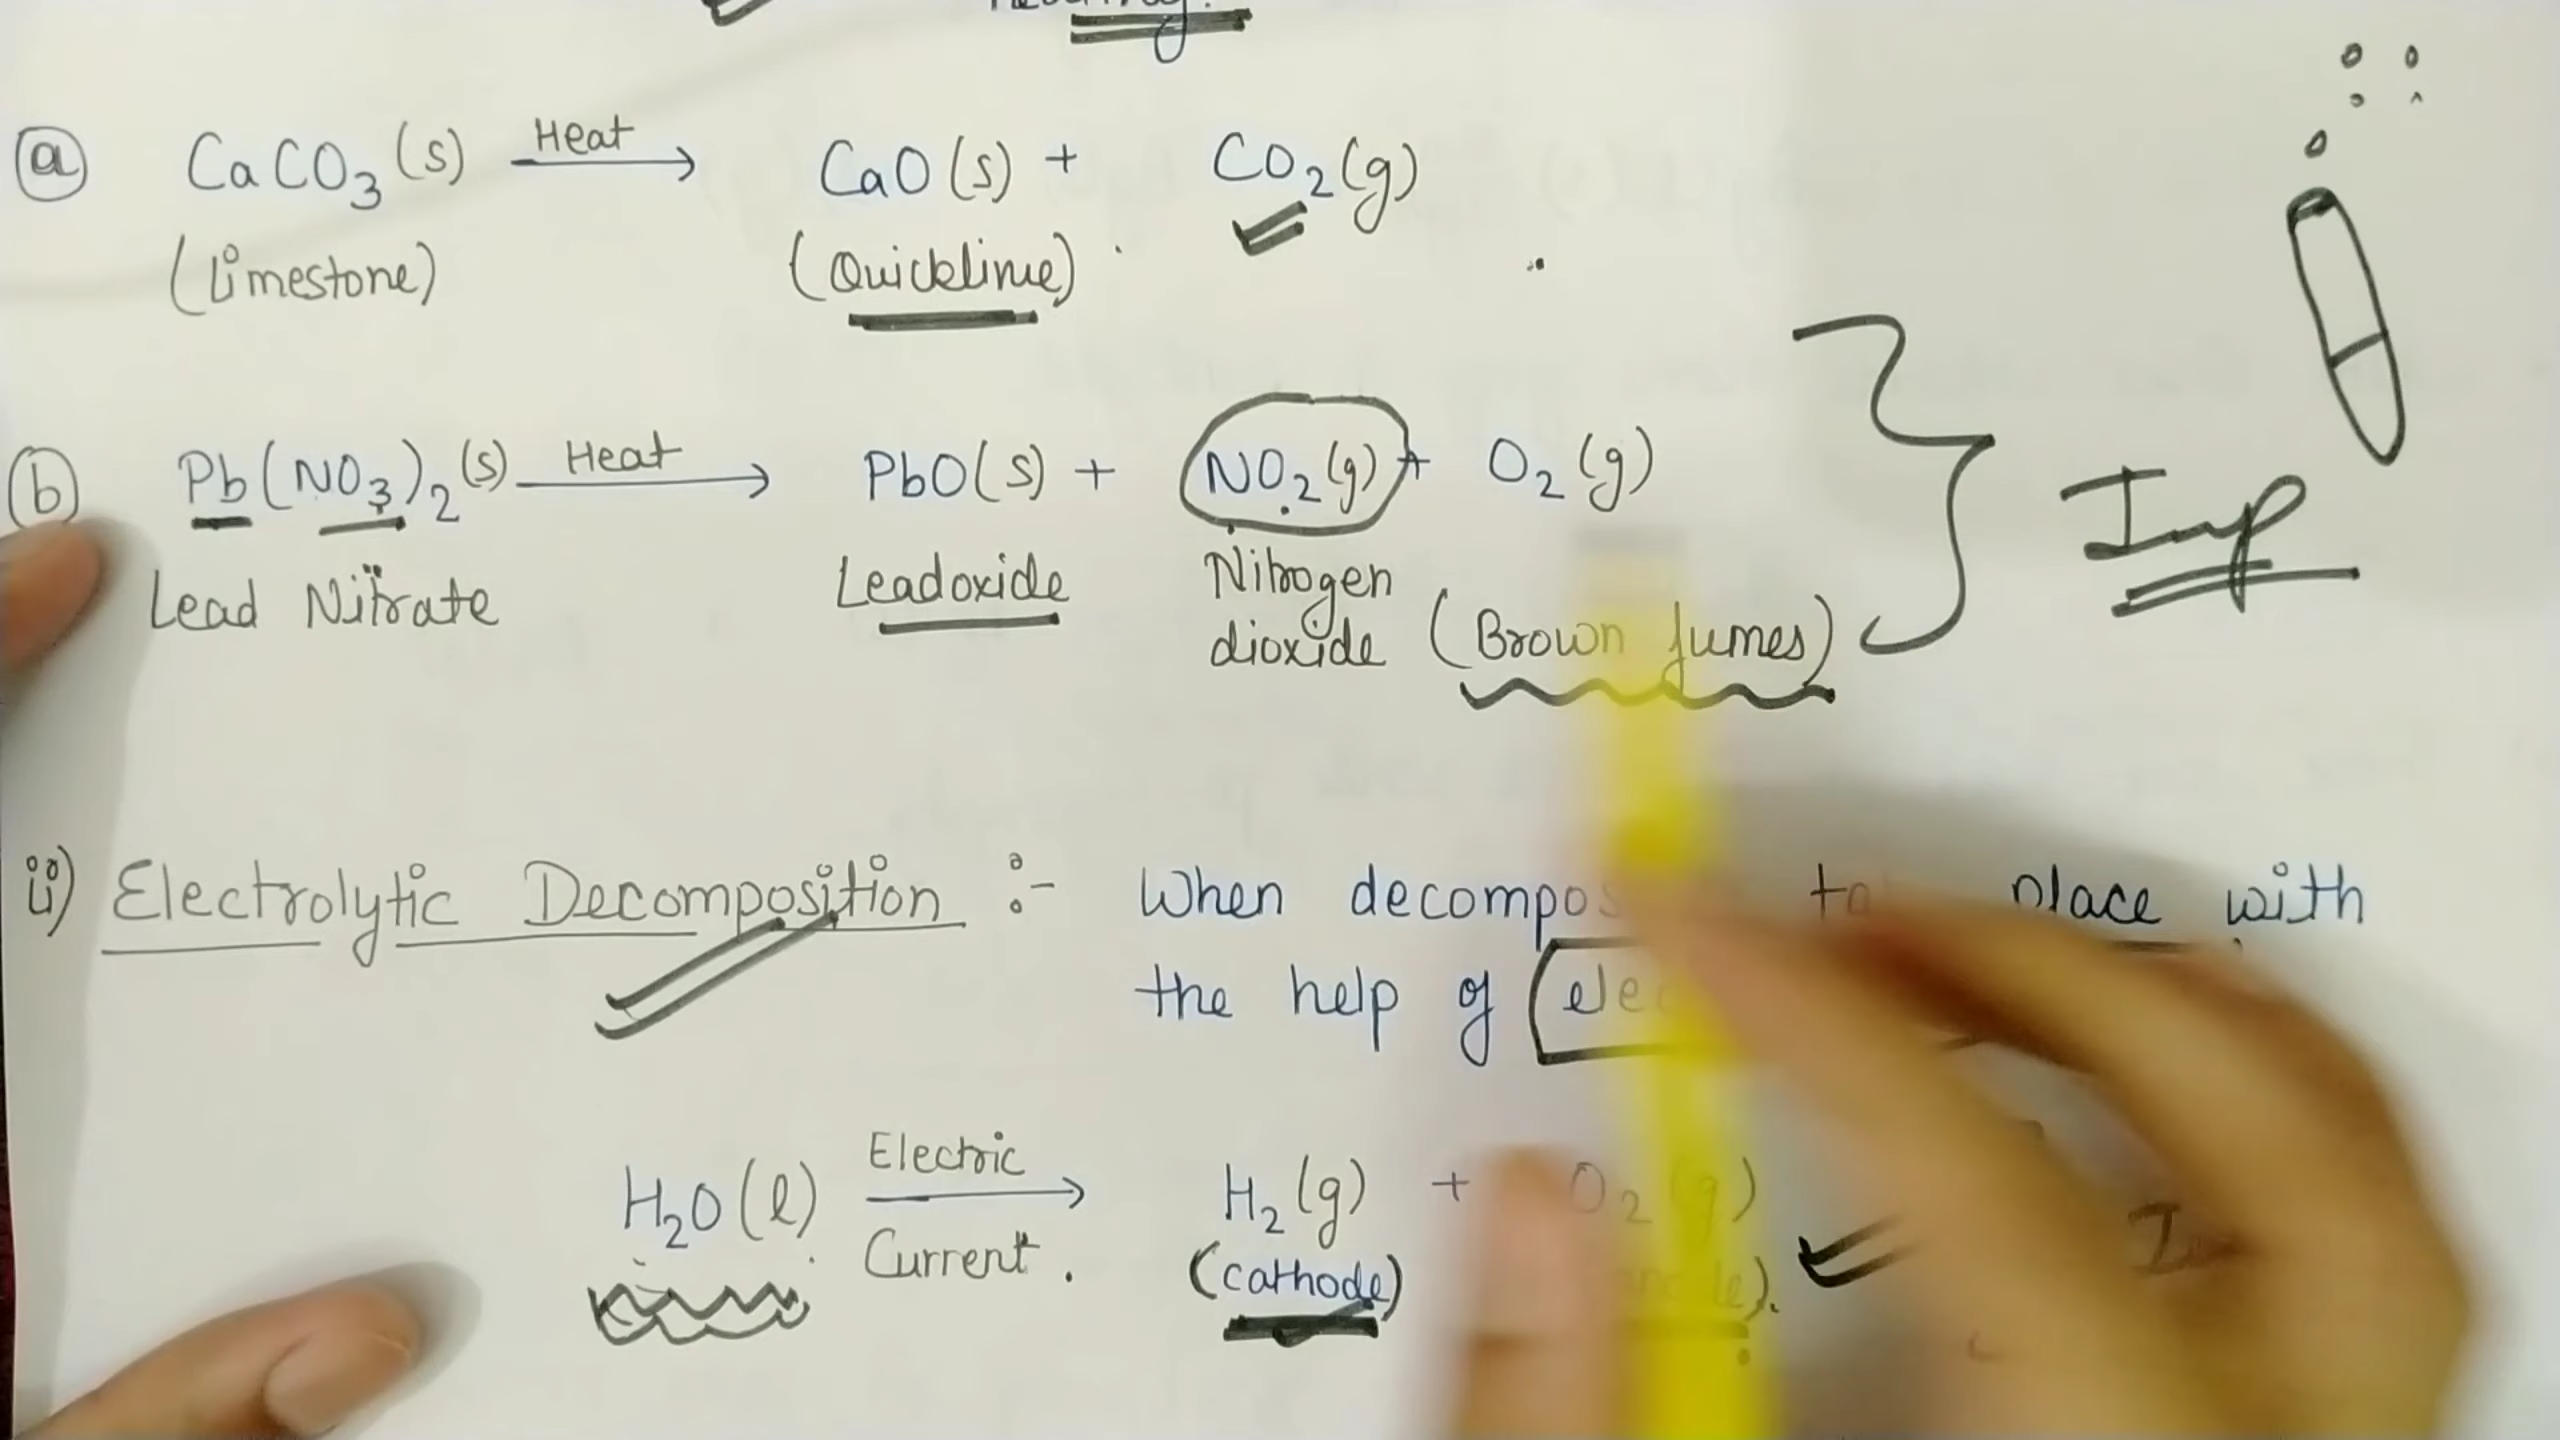 ⓐ CaCO₃(s) Heat → CaO(s) + CO₂(g)
(limestone) (Quicklime)
ⓑ Pb(NO₃)₂(s) Heat → PbO(s) + NO₂(g) + O₂(g)
Lead Nitrate Leadoxide Nitrogen dioxide (Brown fumes)
Imp
ii) Electrolytic Decomposition :- When place with
the help of
H₂O(l) Electric Current. → H₂(g) + O₂(g)
(cathode)